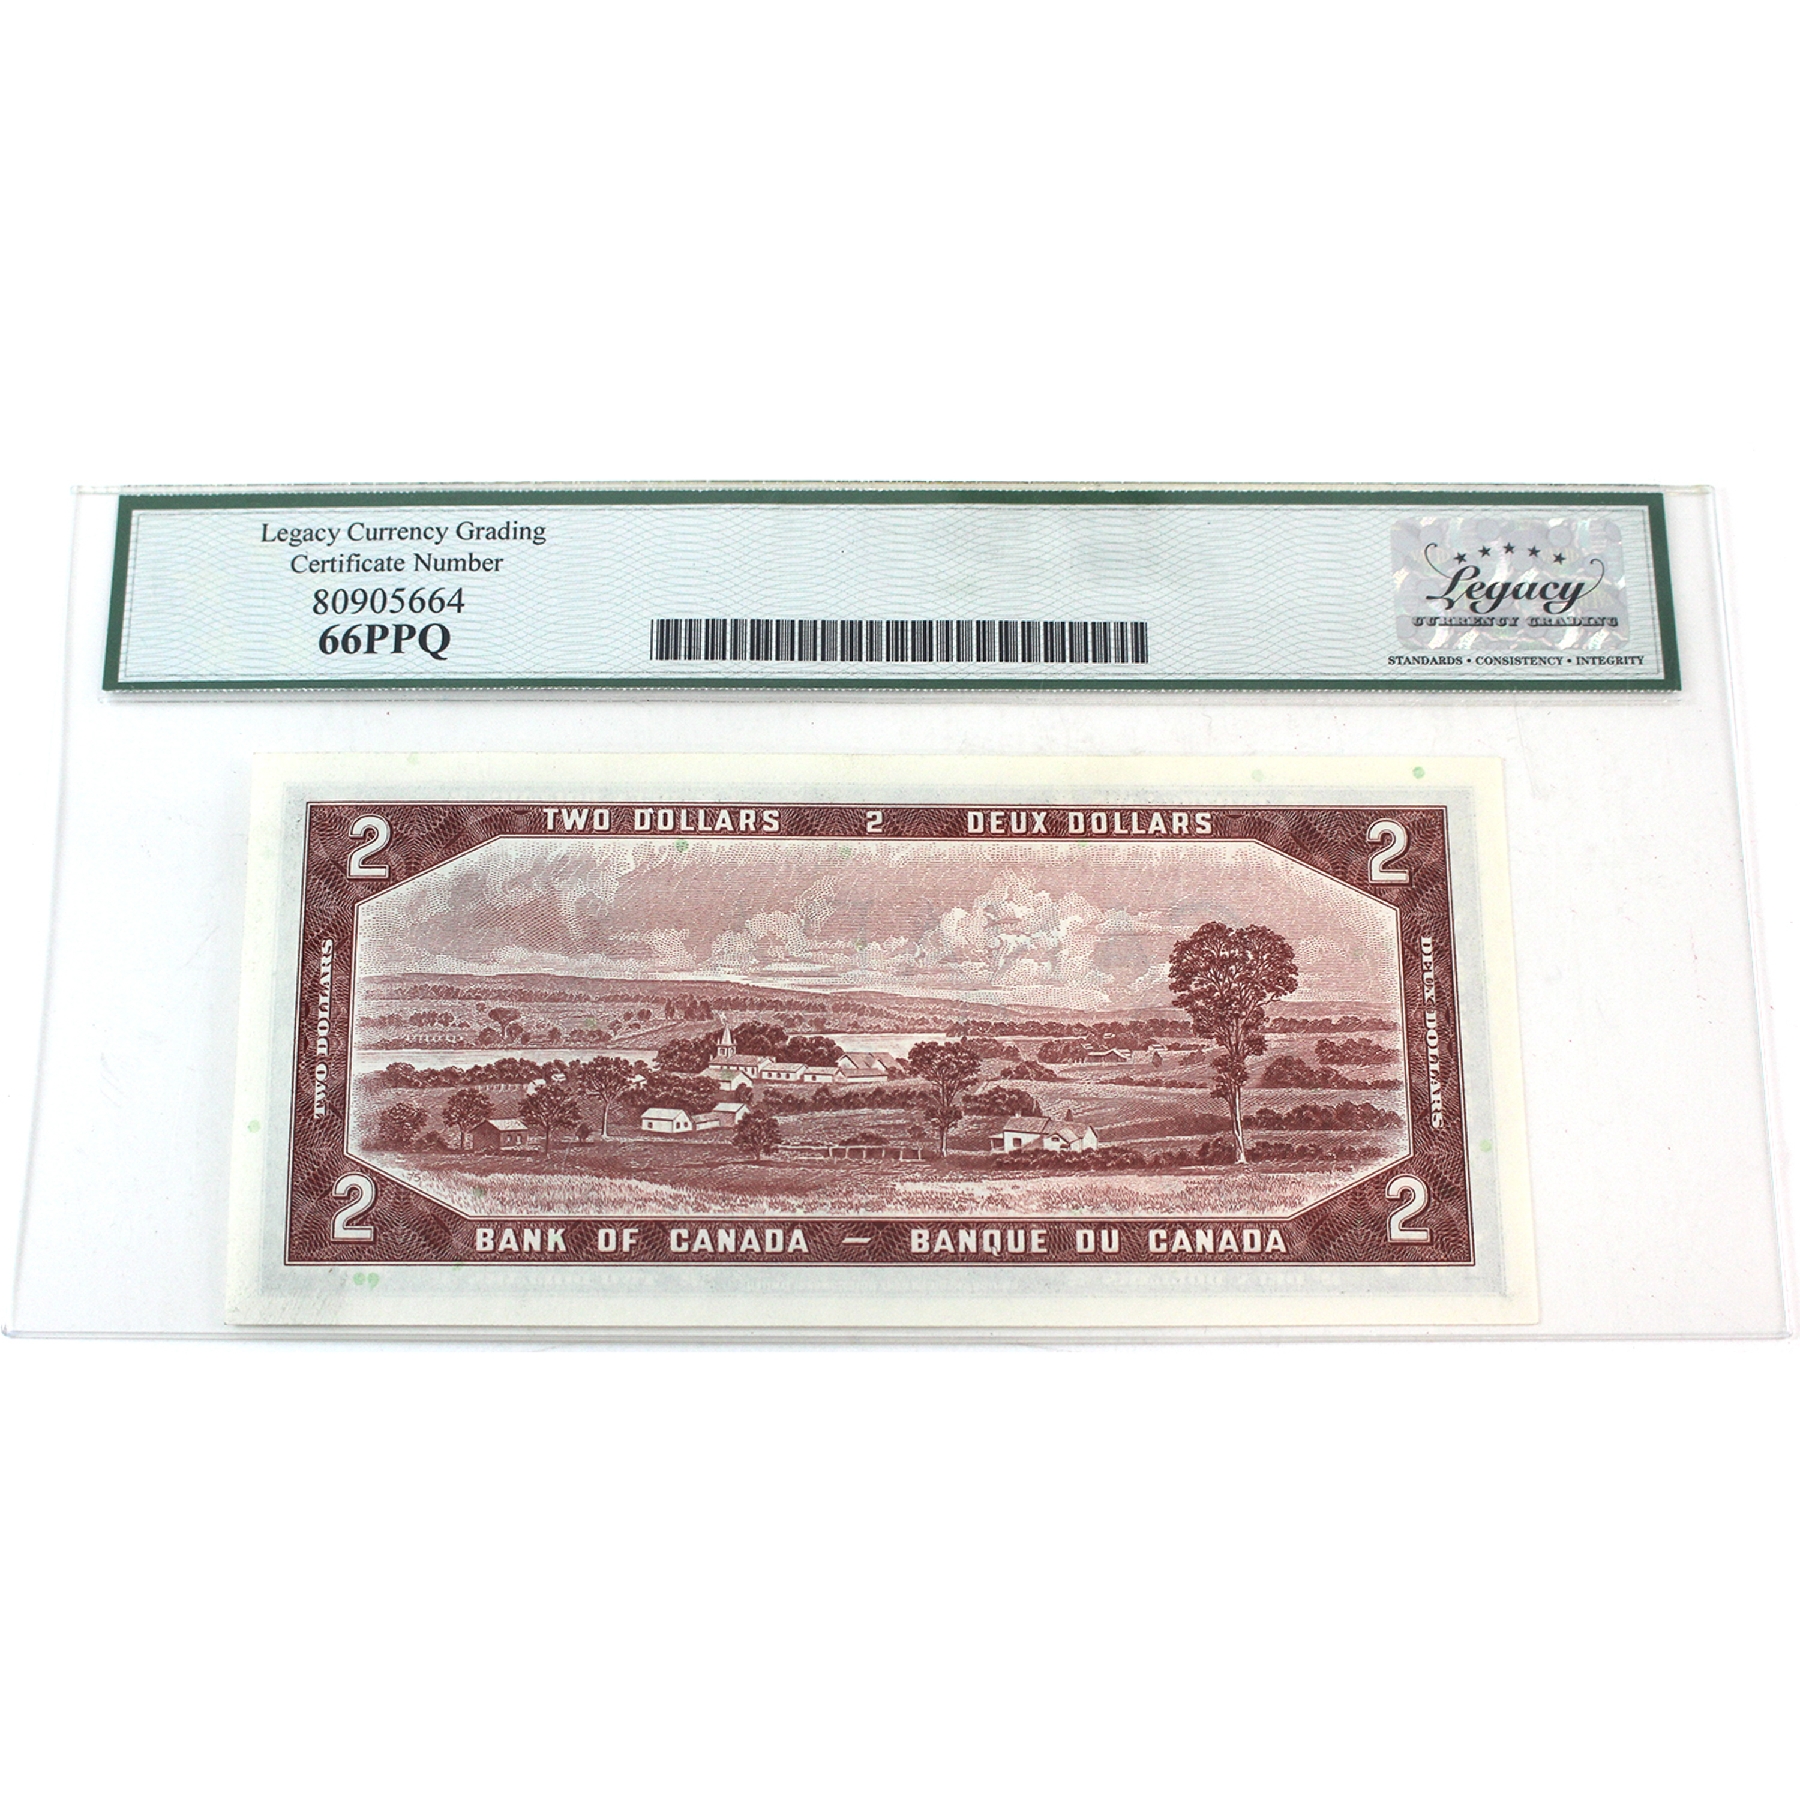 Legacy Currency Grading
Certificate Number
80905664
66PPQ
Legacy
CURRENCY GRADING
STANDARDS • CONSISTENCY • INTEGRITY
2 TWO DOLLARS 2 DEUX DOLLARS 2
TWO DOLLARS
DEUX DOLLARS
2 BANK OF CANADA — BANQUE DU CANADA 2